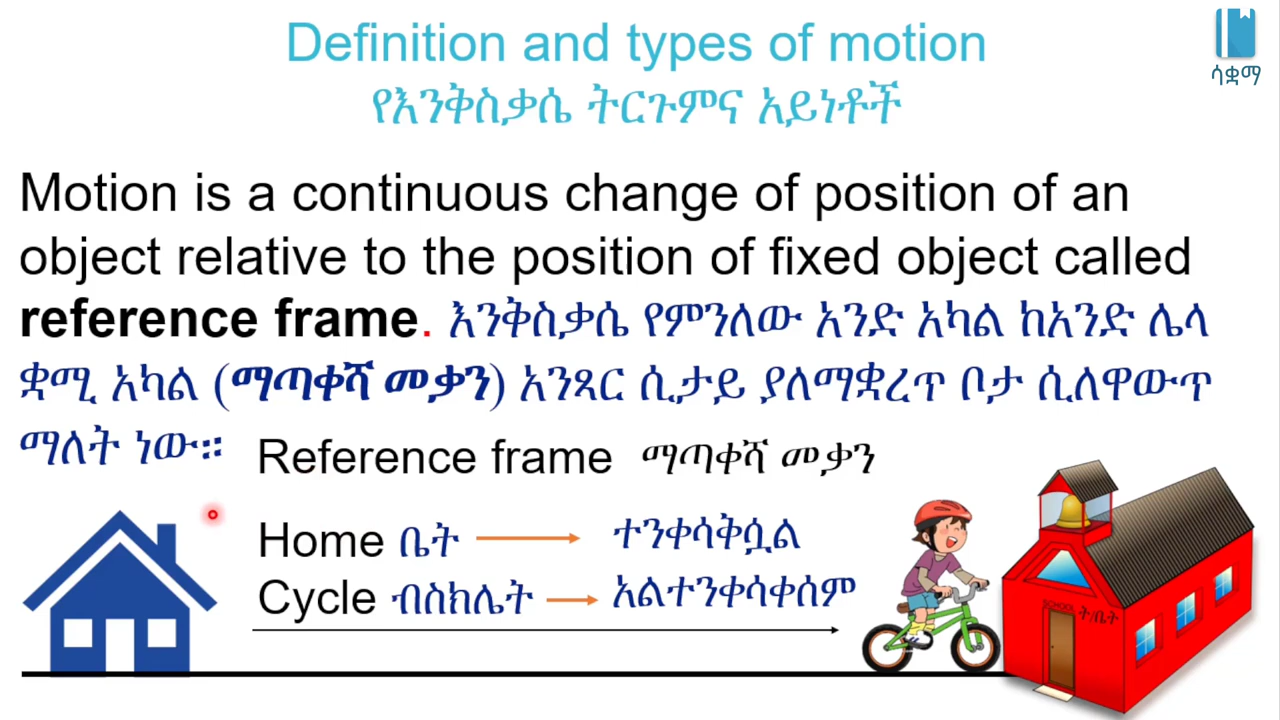 Definition and types of motion
የእንቅስቃሴ ትርጉምና አይነቶች
ሳቋማ
Motion is a continuous change of position of an
object relative to the position of fixed object called
reference frame. እንቅስቃሴ የምንለው አንድ አካል ከአንድ ሌላ
ቋሚ አካል (ማጣቀሻ መቃን) አንጻር ሲታይ ያለማቋረጥ ቦታ ሲለዋውጥ
ማለት ነው።
Reference frame ማጣቀሻ መቃን
Home ቤት ተንቀሳቅሷል
Cycle ብስክሌት አልተንቀሳቀሰም
SCHOOL ት/ቤት